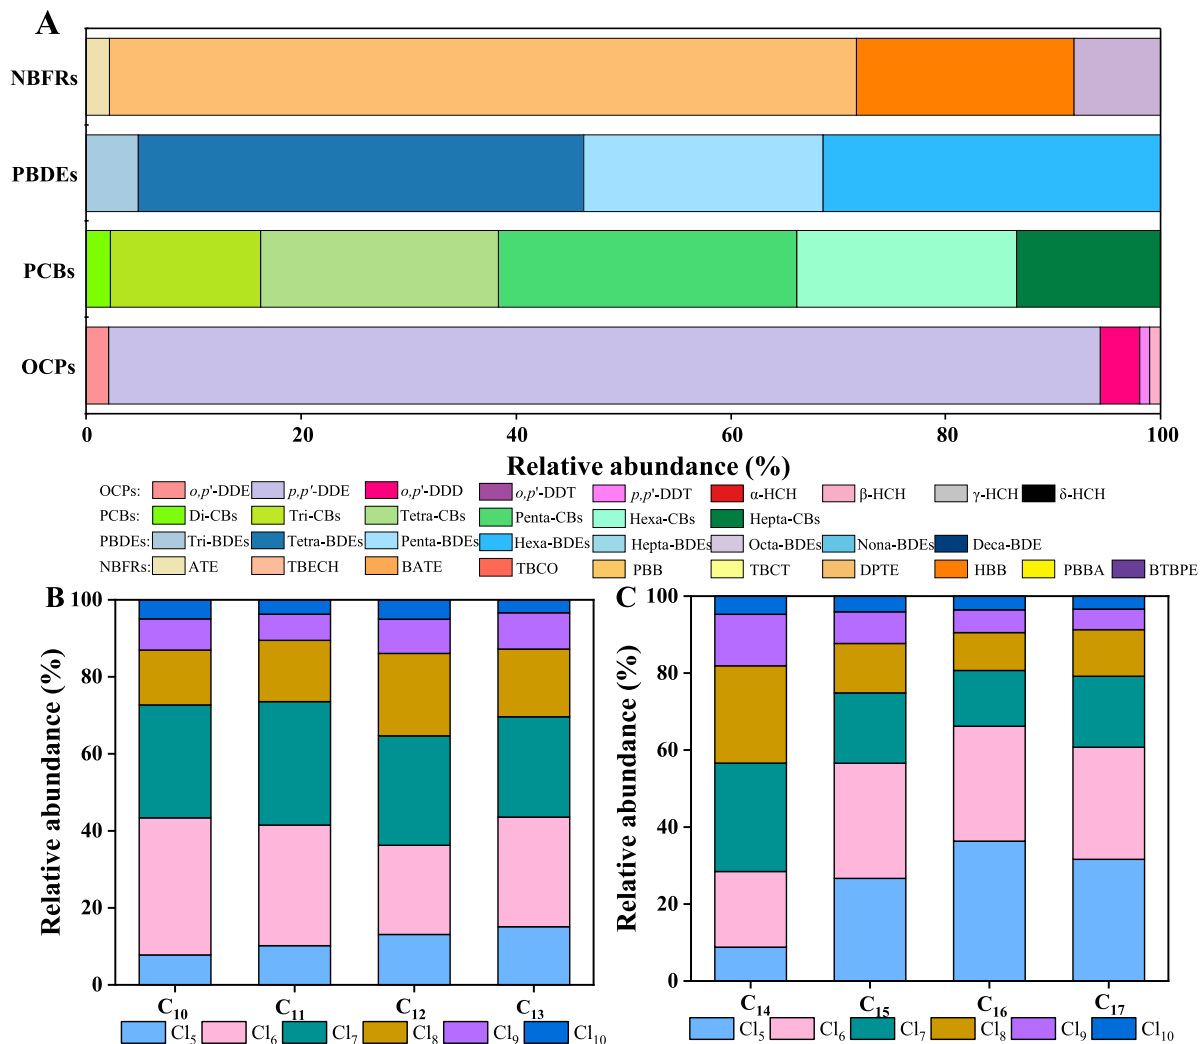 A
NBFRs
PBDEs
PCBs
OCPs
0 20 40 60 80 100
Relative abundance (%)
OCPs: o,p'-DDE p,p'-DDE o,p'-DDD o,p'-DDT p,p'-DDT α-HCH β-HCH γ-HCH δ-HCH
PCBs: Di-CBs Tri-CBs Tetra-CBs Penta-CBs Hexa-CBs Hepta-CBs
PBDEs: Tri-BDEs Tetra-BDEs Penta-BDEs Hexa-BDEs Hepta-BDEs Octa-BDEs Nona-BDEs Deca-BDE
NBFRs: ATE TBECH BATE TBCO PBB TBCT DPTE HBB PBBA BTBPE
B
Relative abundance (%)
100
80
60
40
20
0
C10 C11 C12 C13
Cl5 Cl6 Cl7 Cl8 Cl9 Cl10
C
Relative abundance (%)
100
80
60
40
20
0
C14 C15 C16 C17
Cl5 Cl6 Cl7 Cl8 Cl9 Cl10